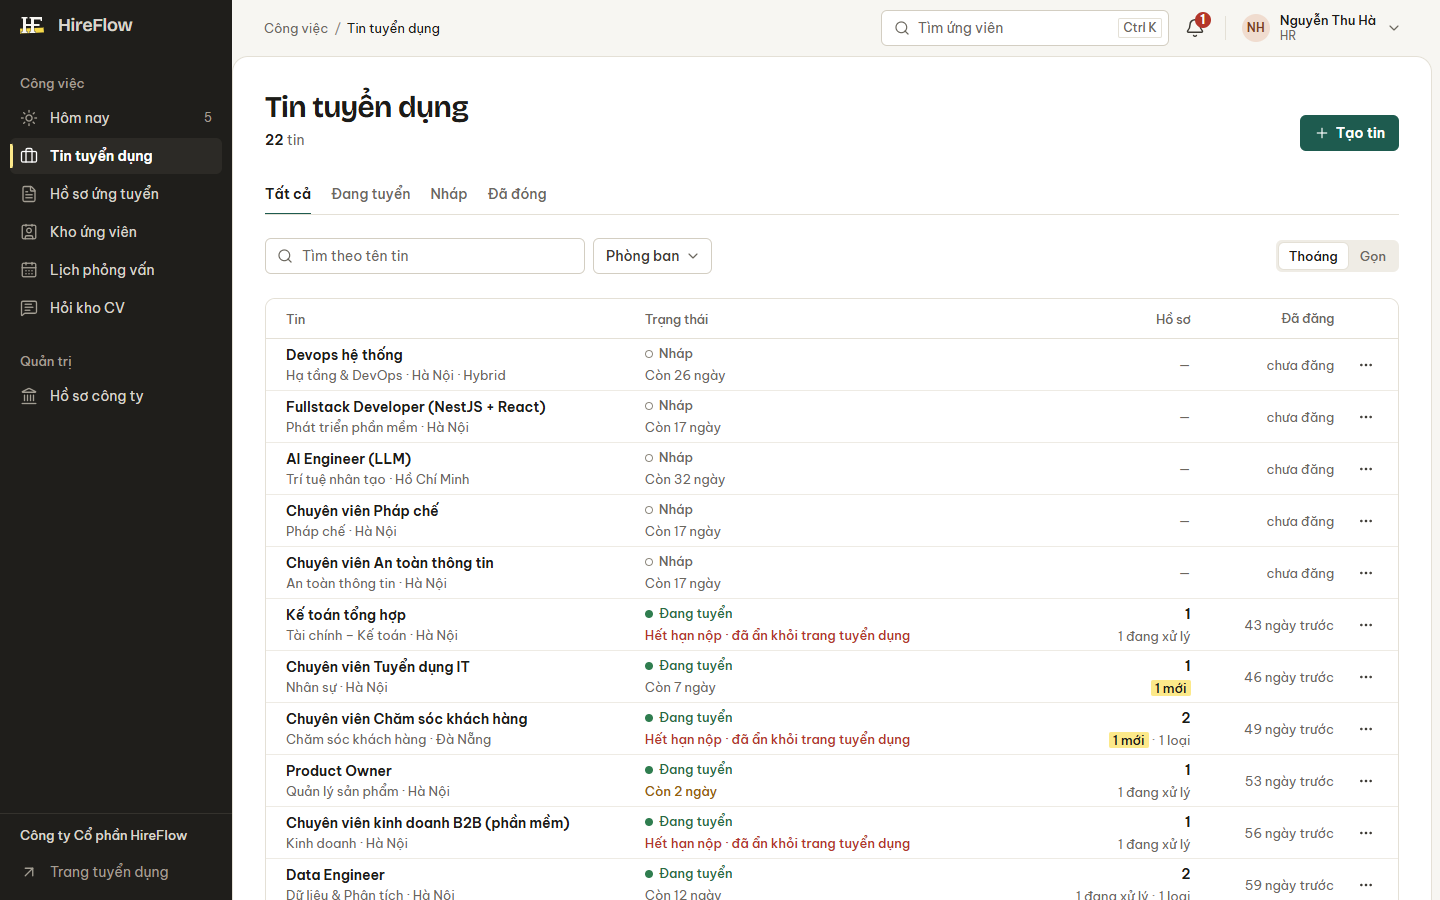 HireFlow
Công việc
Hôm nay 5
Tin tuyển dụng
Hồ sơ ứng tuyển
Kho ứng viên
Lịch phỏng vấn
Hỏi kho CV
Quản trị
Hồ sơ công ty
Công ty Cổ phần HireFlow
Trang tuyển dụng
Công việc / Tin tuyển dụng
Tìm ứng viên Ctrl K
1
NH
Nguyễn Thu Hà
HR
Tin tuyển dụng
22 tin
+ Tạo tin
Tất cả Đang tuyển Nháp Đã đóng
Tìm theo tên tin
Phòng ban
Thoáng Gọn
Tin Trạng thái Hồ sơ Đã đăng
Devops hệ thống Nháp
Hạ tầng & DevOps · Hà Nội · Hybrid Còn 26 ngày — chưa đăng
Fullstack Developer (NestJS + React) Nháp
Phát triển phần mềm · Hà Nội Còn 17 ngày — chưa đăng
AI Engineer (LLM) Nháp
Trí tuệ nhân tạo · Hồ Chí Minh Còn 32 ngày — chưa đăng
Chuyên viên Pháp chế Nháp
Pháp chế · Hà Nội Còn 17 ngày — chưa đăng
Chuyên viên An toàn thông tin Nháp
An toàn thông tin · Hà Nội Còn 17 ngày — chưa đăng
Kế toán tổng hợp Đang tuyển 1
Tài chính – Kế toán · Hà Nội Hết hạn nộp · đã ẩn khỏi trang tuyển dụng 1 đang xử lý 43 ngày trước
Chuyên viên Tuyển dụng IT Đang tuyển 1
Nhân sự · Hà Nội Còn 7 ngày 1 mới 46 ngày trước
Chuyên viên Chăm sóc khách hàng Đang tuyển 2
Chăm sóc khách hàng · Đà Nẵng Hết hạn nộp · đã ẩn khỏi trang tuyển dụng 1 mới · 1 loại 49 ngày trước
Product Owner Đang tuyển 1
Quản lý sản phẩm · Hà Nội Còn 2 ngày 1 đang xử lý 53 ngày trước
Chuyên viên kinh doanh B2B (phần mềm) Đang tuyển 1
Kinh doanh · Hà Nội Hết hạn nộp · đã ẩn khỏi trang tuyển dụng 1 đang xử lý 56 ngày trước
Data Engineer Đang tuyển 2
Dữ liệu & Phân tích · Hà Nội Còn 12 ngày 1 đang xử lý · 1 loại 59 ngày trước